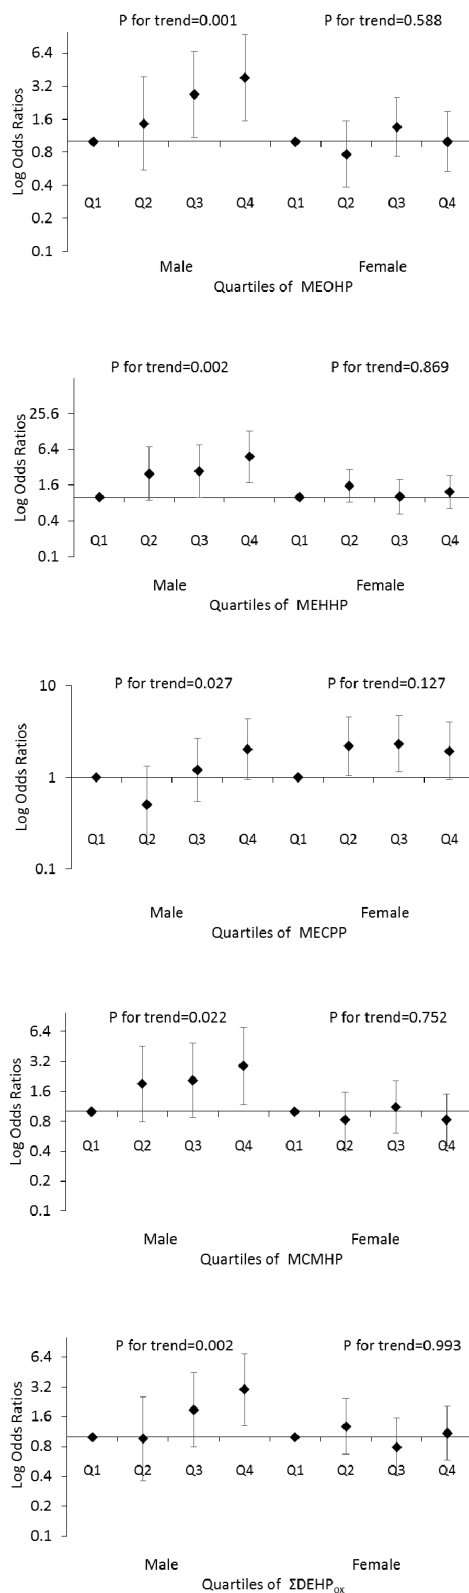 P for trend=0.001 P for trend=0.588
6.4
3.2
1.6
0.8
0.4
0.2
0.1
Log Odds Ratios
Q1 Q2 Q3 Q4 Q1 Q2 Q3 Q4
Male Female
Quartiles of MEOHP
P for trend=0.002 P for trend=0.869
25.6
6.4
1.6
0.4
0.1
Log Odds Ratios
Q1 Q2 Q3 Q4 Q1 Q2 Q3 Q4
Male Female
Quartiles of MEHHP
10
P for trend=0.027 P for trend=0.127
1
0.1
Log Odds Ratios
Q1 Q2 Q3 Q4 Q1 Q2 Q3 Q4
Male Female
Quartiles of MECPP
P for trend=0.022 P for trend=0.752
6.4
3.2
1.6
0.8
0.4
0.2
0.1
Log Odds Ratios
Q1 Q2 Q3 Q4 Q1 Q2 Q3 Q4
Male Female
Quartiles of MCMHP
P for trend=0.002 P for trend=0.993
6.4
3.2
1.6
0.8
0.4
0.2
0.1
Log Odds Ratios
Q1 Q2 Q3 Q4 Q1 Q2 Q3 Q4
Male Female
Quartiles of ΣDEHPox